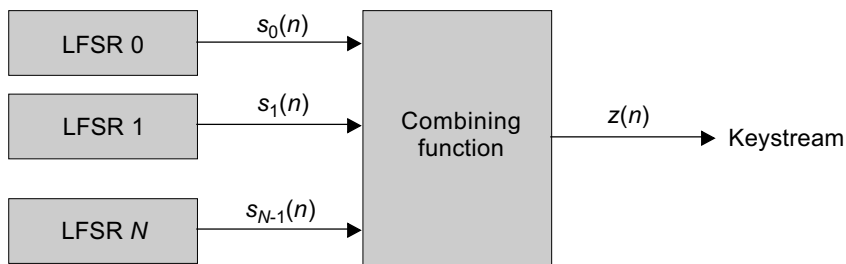 LFSR 0
s0(n)
LFSR 1
s1(n)
LFSR N
sN-1(n)
Combining
function
z(n)
Keystream